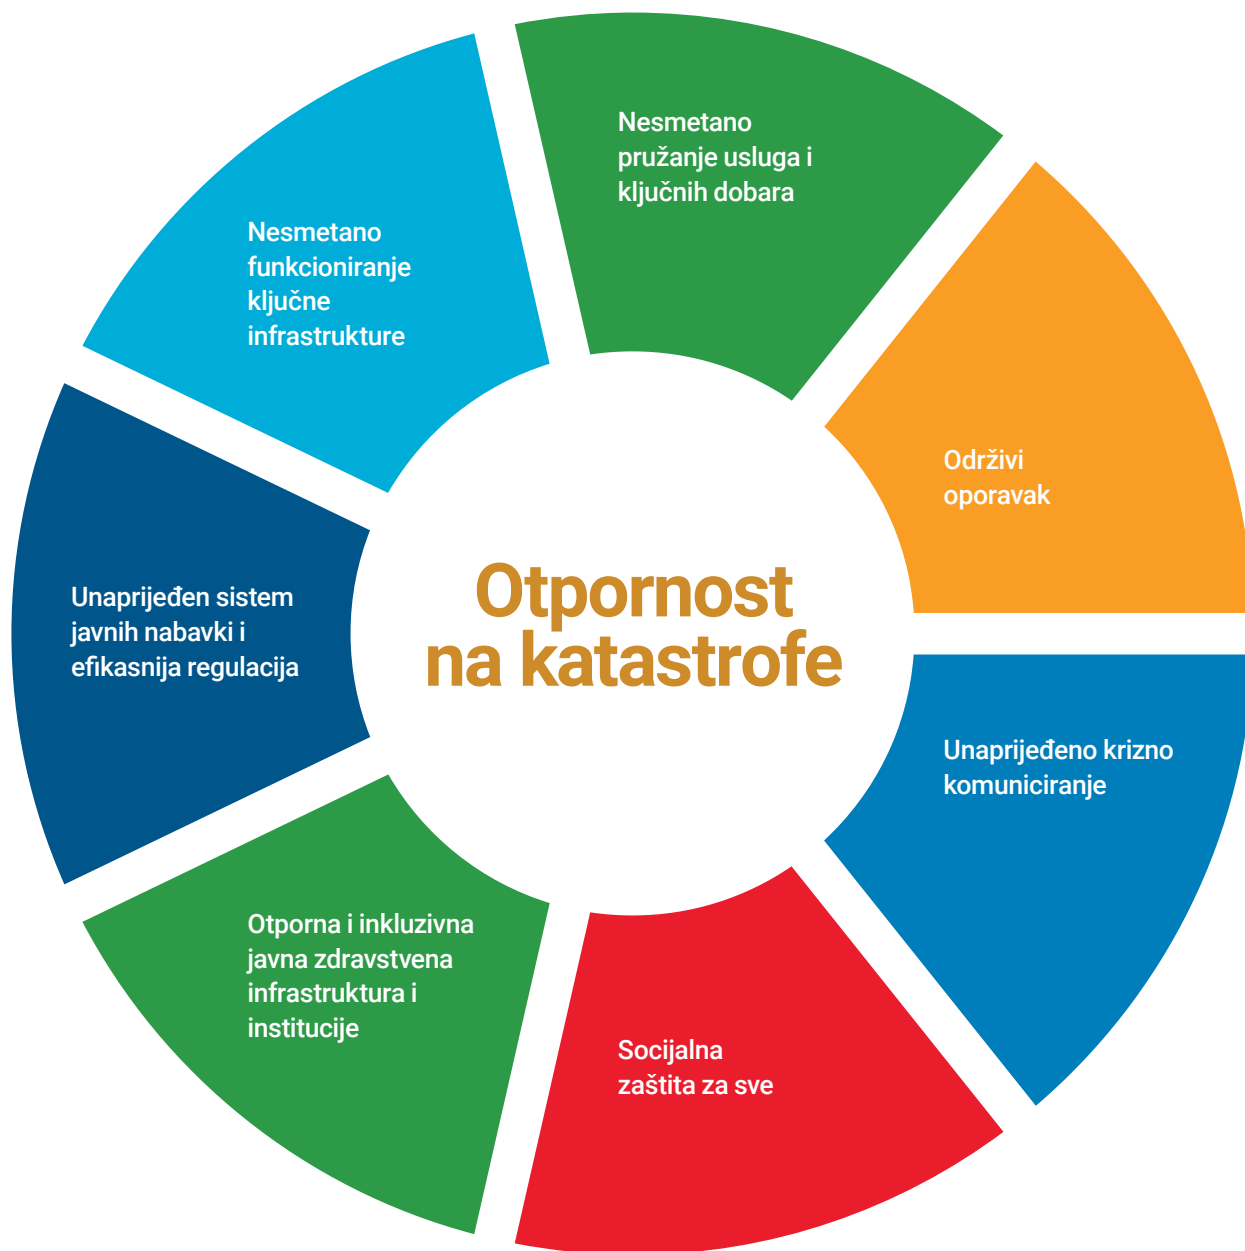 Nesmetano
pružanje usluga i
ključnih dobara
Nesmetano
funkcioniranje
ključne
infrastrukture
Održivi
oporavak
Otpornost
na katastrofe
Unaprijeđen sistem
javnih nabavki i
efikasnija regulacija
Unaprijeđeno krizno
komuniciranje
Otporna i inkluzivna
javna zdravstvena
infrastruktura i
institucije
Socijalna
zaštita za sve